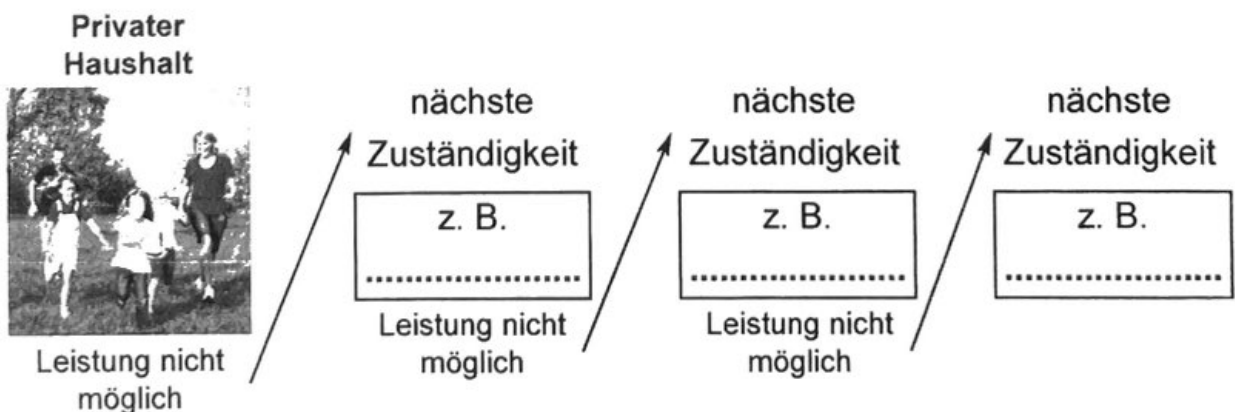 Privater
Haushalt
Leistung nicht
möglich
nächste
Zuständigkeit
z. B.
.....................
Leistung nicht
möglich
nächste
Zuständigkeit
z. B.
.....................
Leistung nicht
möglich
nächste
Zuständigkeit
z. B.
.....................